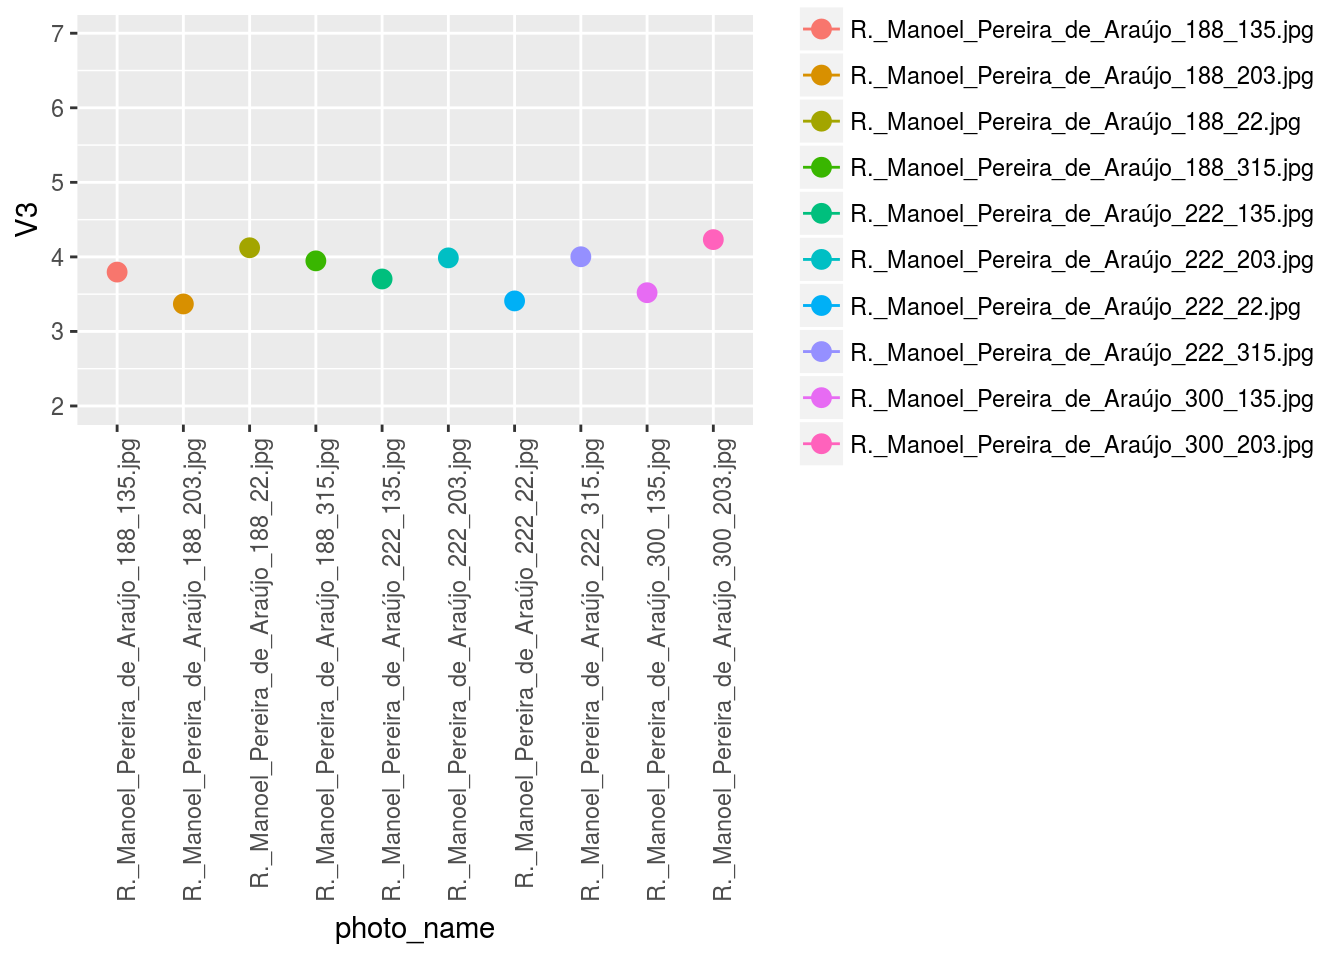 7
6
5
4
3
2
V3
R._Manoel_Pereira_de_Araújo_188_135.jpg
R._Manoel_Pereira_de_Araújo_188_203.jpg
R._Manoel_Pereira_de_Araújo_188_22.jpg
R._Manoel_Pereira_de_Araújo_188_315.jpg
R._Manoel_Pereira_de_Araújo_222_135.jpg
R._Manoel_Pereira_de_Araújo_222_203.jpg
R._Manoel_Pereira_de_Araújo_222_22.jpg
R._Manoel_Pereira_de_Araújo_222_315.jpg
R._Manoel_Pereira_de_Araújo_300_135.jpg
R._Manoel_Pereira_de_Araújo_300_203.jpg
photo_name
R._Manoel_Pereira_de_Araújo_188_135.jpg
R._Manoel_Pereira_de_Araújo_188_203.jpg
R._Manoel_Pereira_de_Araújo_188_22.jpg
R._Manoel_Pereira_de_Araújo_188_315.jpg
R._Manoel_Pereira_de_Araújo_222_135.jpg
R._Manoel_Pereira_de_Araújo_222_203.jpg
R._Manoel_Pereira_de_Araújo_222_22.jpg
R._Manoel_Pereira_de_Araújo_222_315.jpg
R._Manoel_Pereira_de_Araújo_300_135.jpg
R._Manoel_Pereira_de_Araújo_300_203.jpg